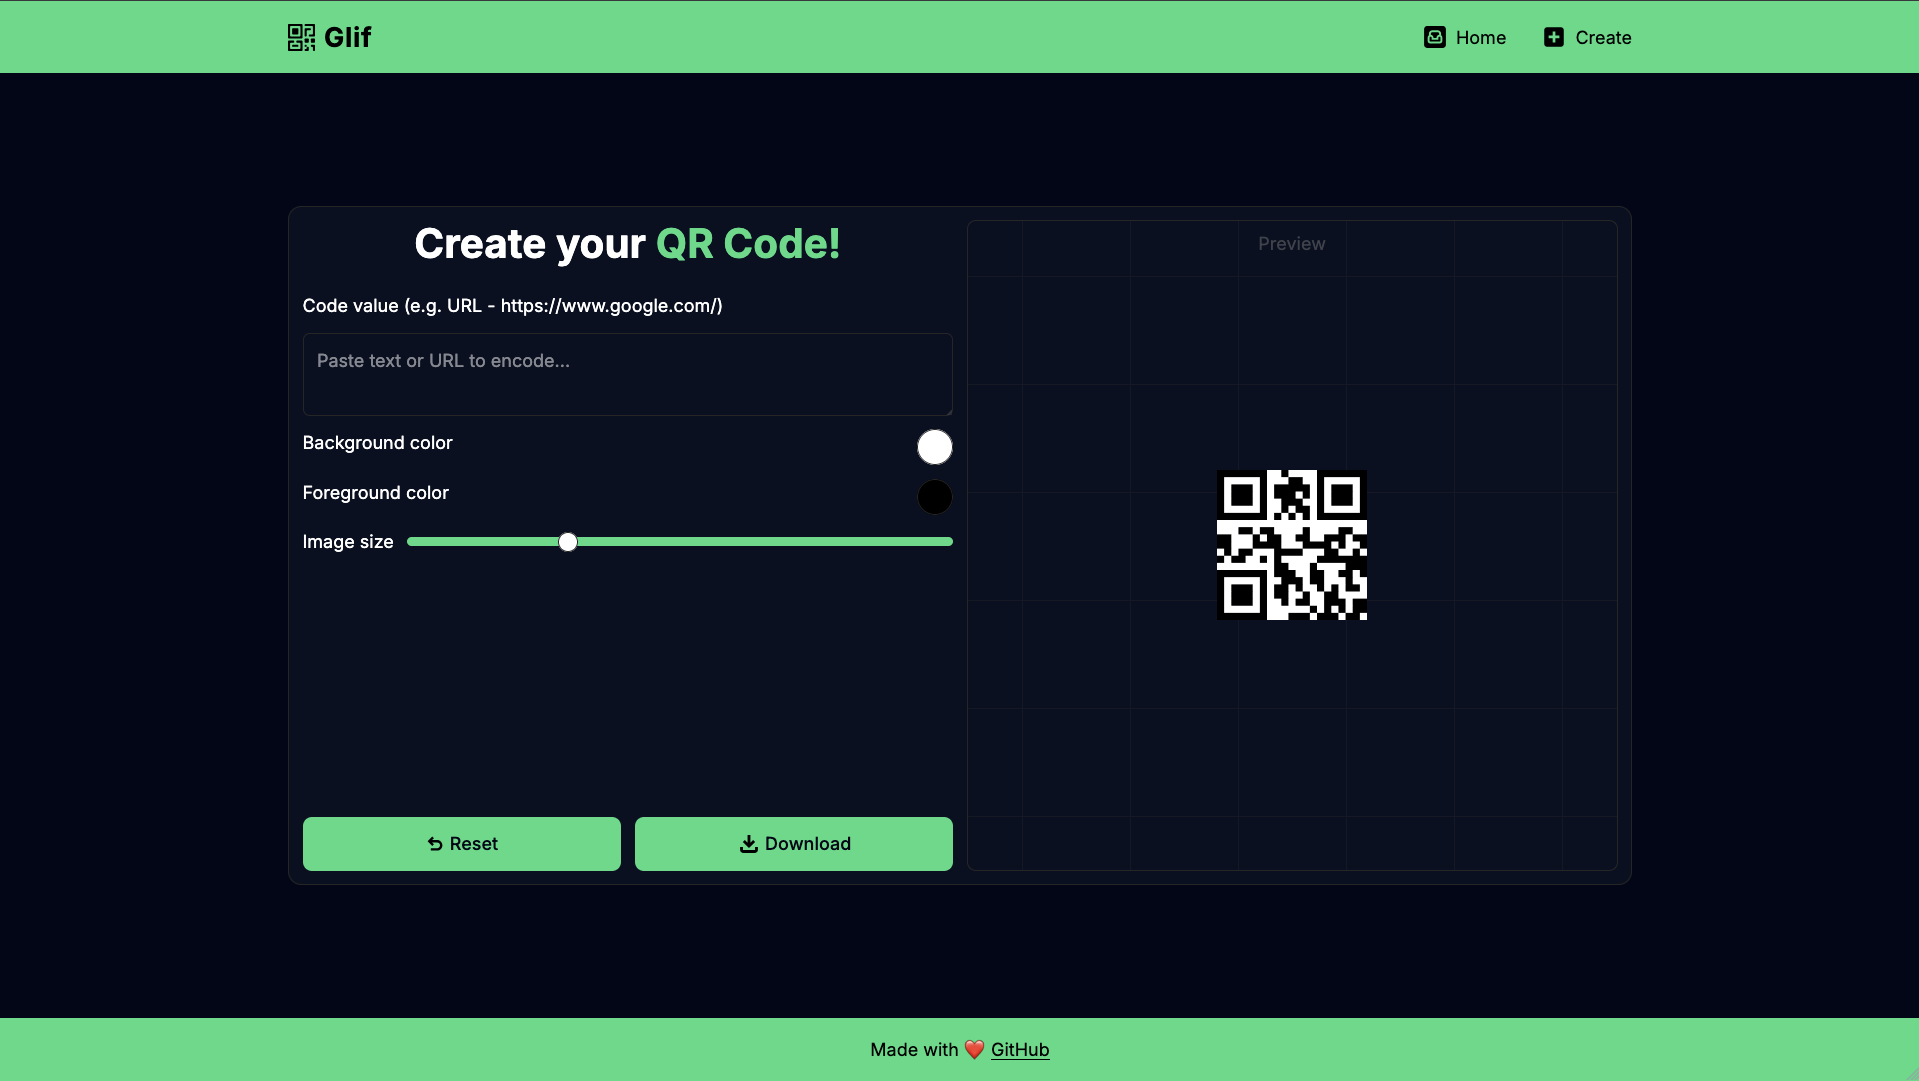 Glif
Home
Create
Create your QR Code!
Code value (e.g. URL - https://www.google.com/)
Paste text or URL to encode...
Background color
Foreground color
Image size
Reset
Download
Preview
Made with ❤️ GitHub